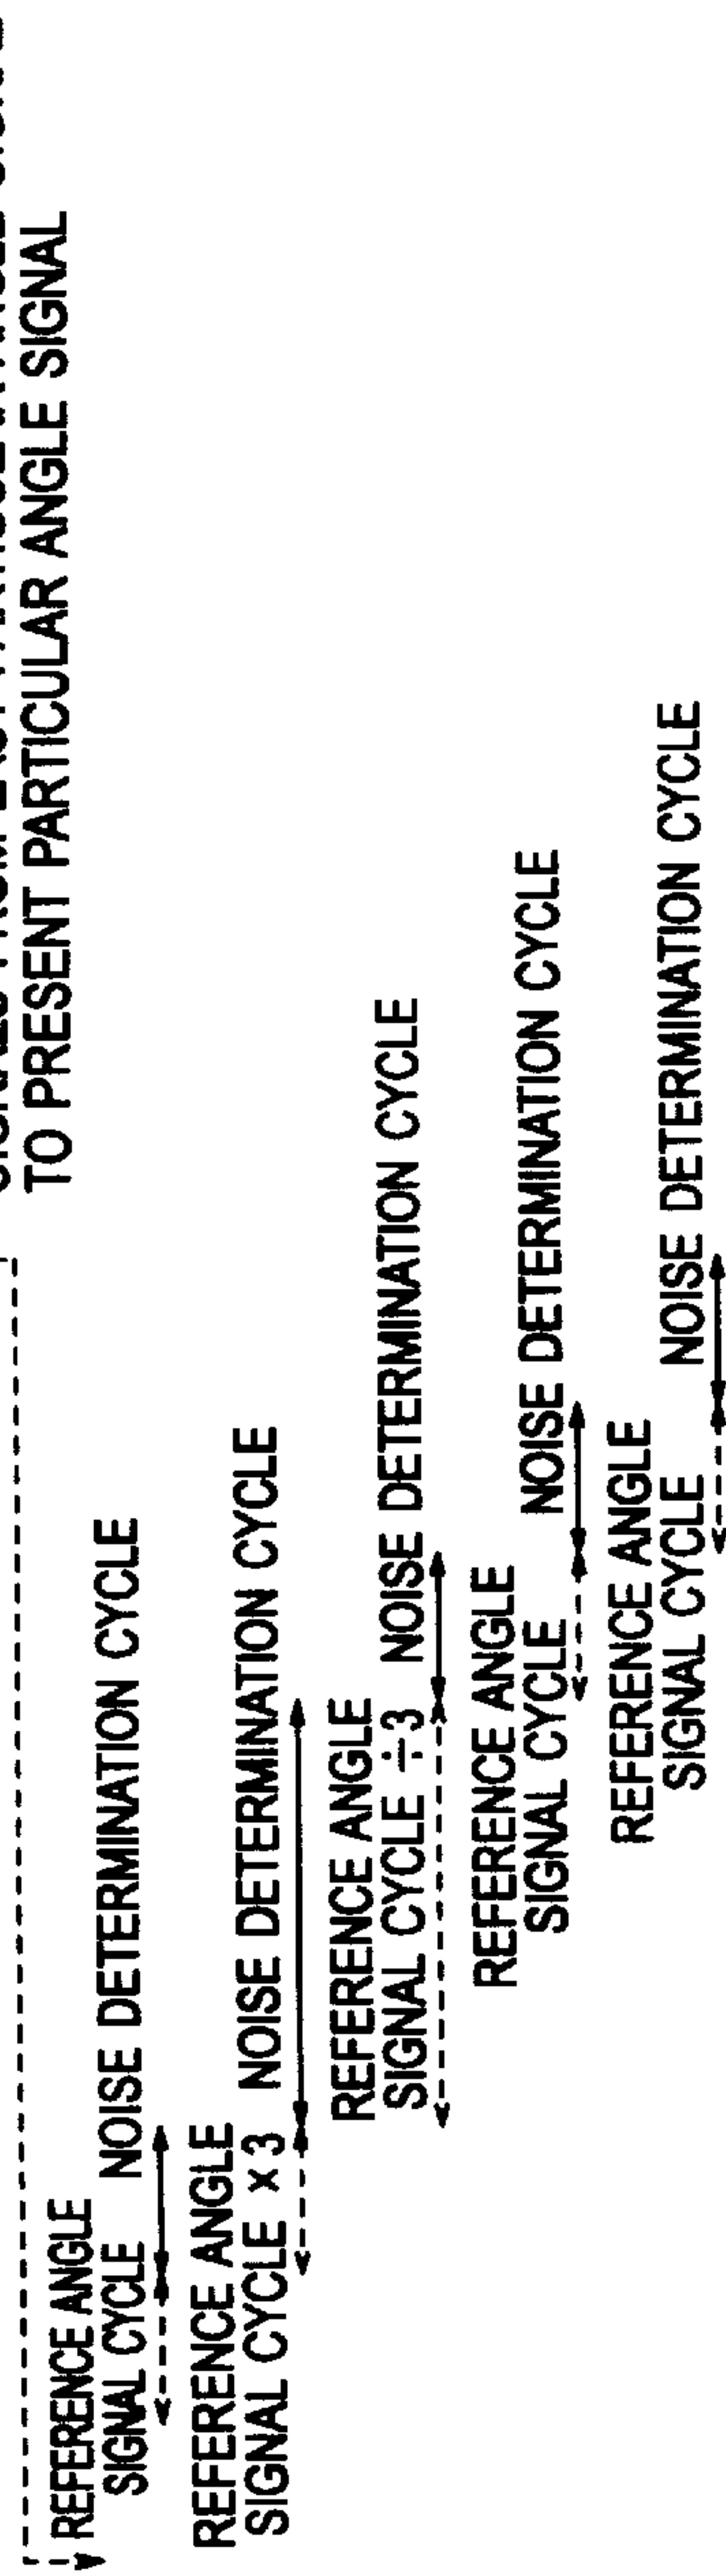 TO PRESENT PARTICULAR ANGLE SIGNAL
REFERENCE ANGLE
SIGNAL CYCLE
NOISE DETERMINATION CYCLE
REFERENCE ANGLE
SIGNAL CYCLE × 3
NOISE DETERMINATION CYCLE
REFERENCE ANGLE
SIGNAL CYCLE ÷3
NOISE DETERMINATION CYCLE
REFERENCE ANGLE
SIGNAL CYCLE
NOISE DETERMINATION CYCLE
REFERENCE ANGLE
SIGNAL CYCLE
NOISE DETERMINATION CYCLE